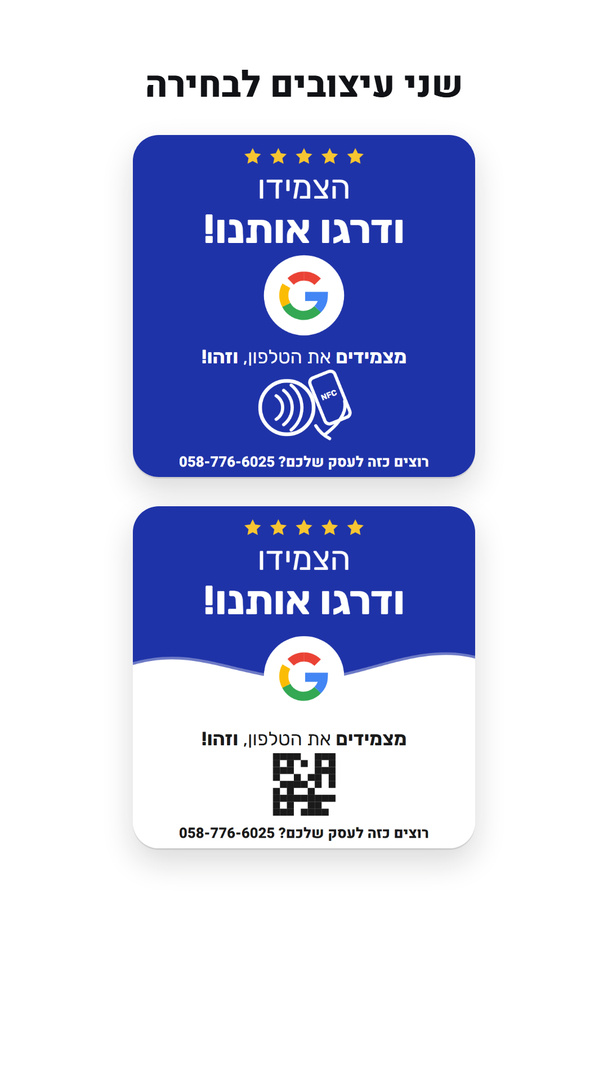 שני עיצובים לבחירה
הצמידו
ודרגו אותנו!
מצמידים את הטלפון, וזהו!
NFC
רוצים כזה לעסק שלכם? 058-776-6025
הצמידו
ודרגו אותנו!
מצמידים את הטלפון, וזהו!
רוצים כזה לעסק שלכם? 058-776-6025